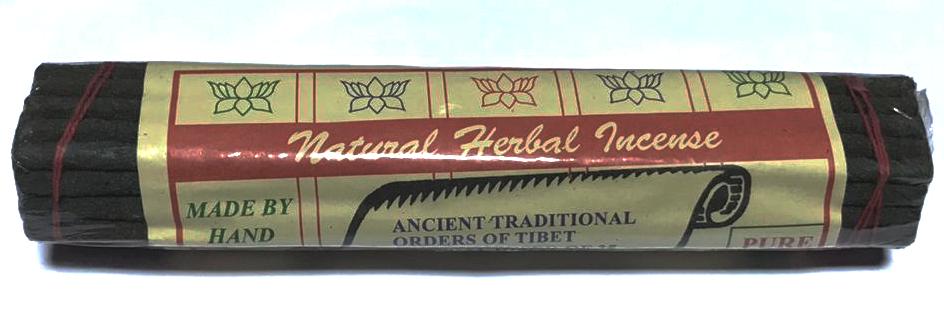 Natural Herbal Incense
MADE BY
HAND
ANCIENT TRADITIONAL
ORDERS OF TIBET
PURE